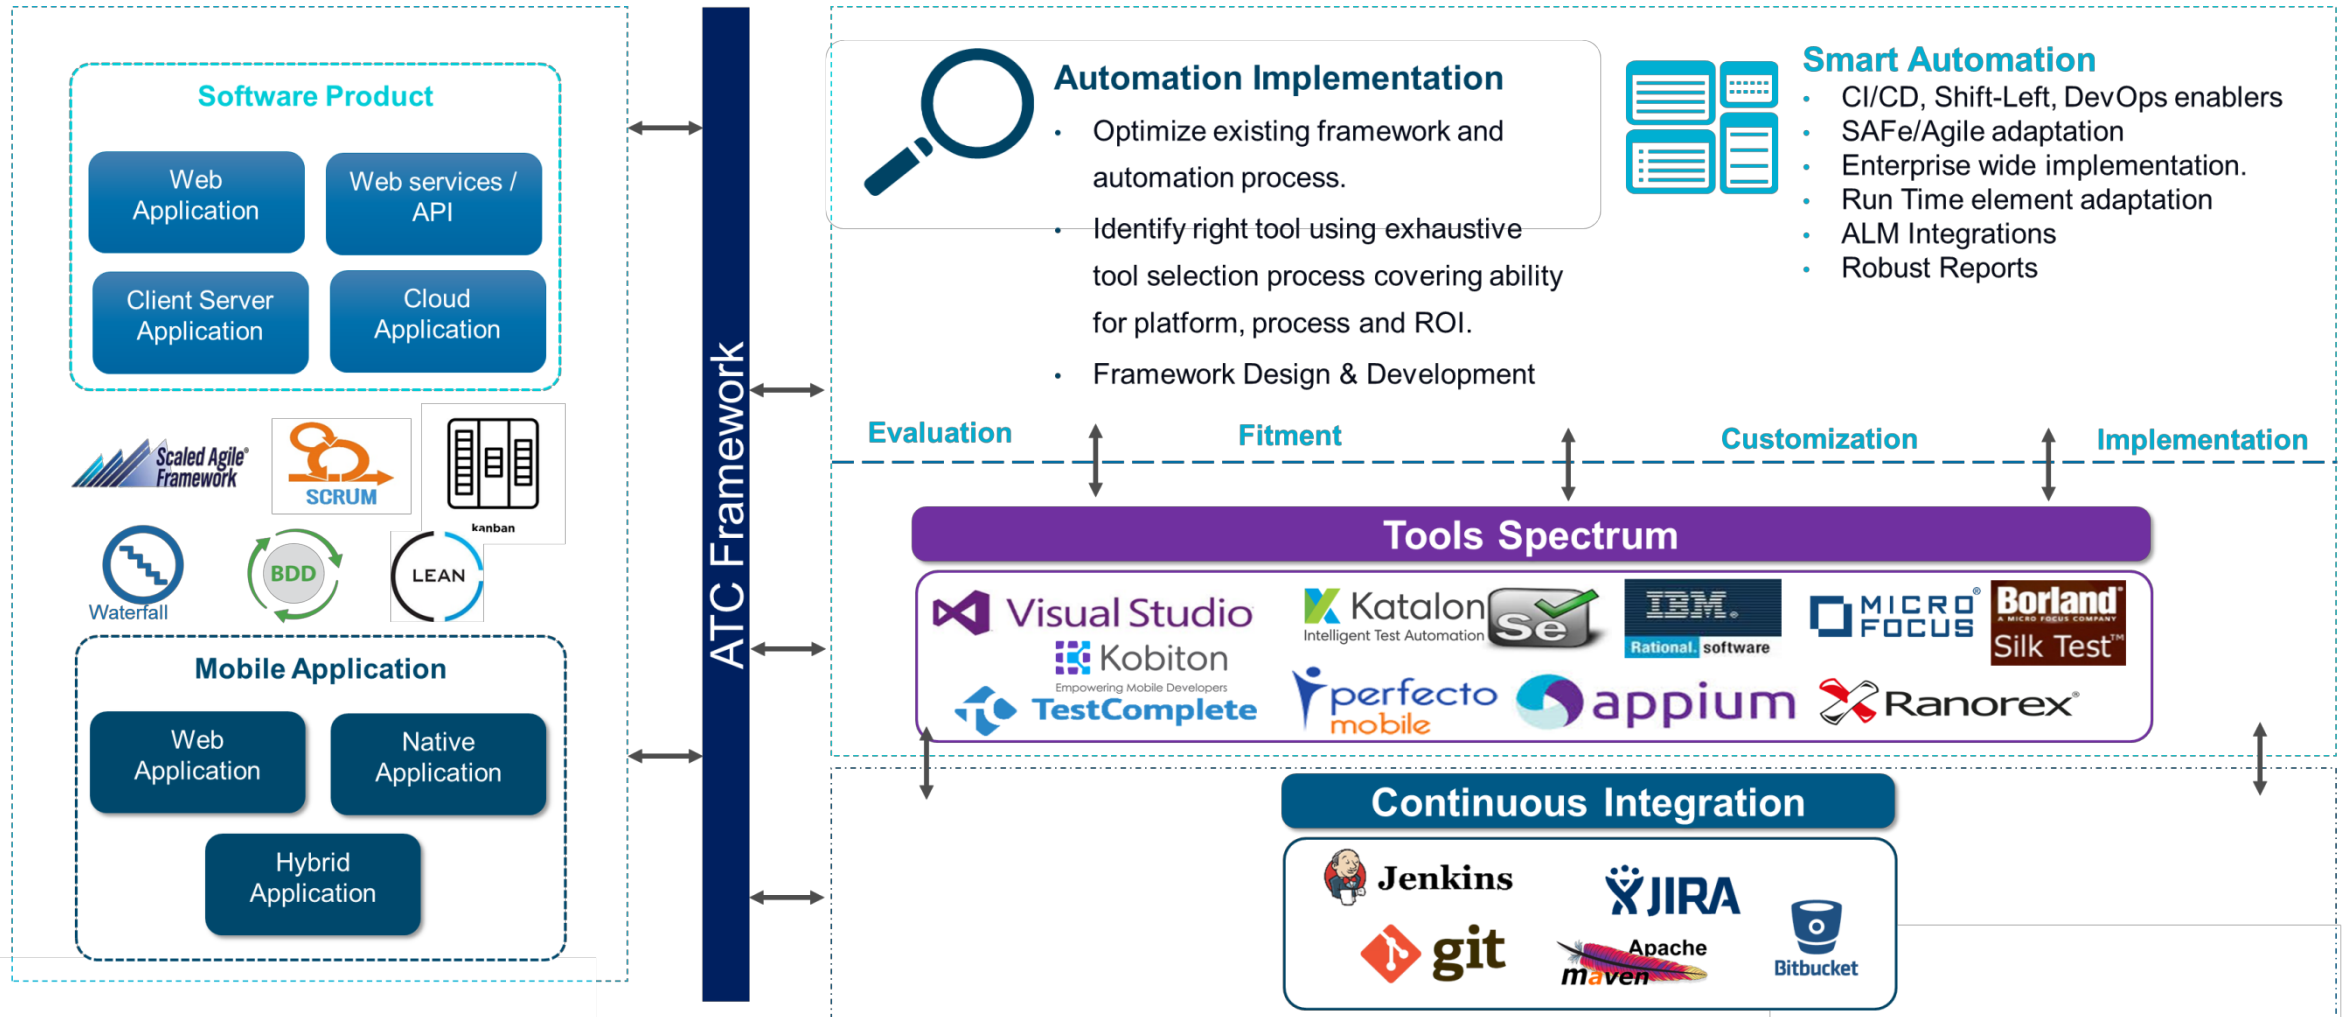 Software Product
Web
Application
Web services /
API
Client Server
Application
Cloud
Application
Scaled Agile®
Framework
SCRUM
kanban
Waterfall
BDD
LEAN
Mobile Application
Web
Application
Native
Application
Hybrid
Application
ATC Framework
Automation Implementation
• Optimize existing framework and
automation process.
• Identify right tool using exhaustive
tool selection process covering ability
for platform, process and ROI.
• Framework Design & Development
Smart Automation
• CI/CD, Shift-Left, DevOps enablers
• SAFe/Agile adaptation
• Enterprise wide implementation.
• Run Time element adaptation
• ALM Integrations
• Robust Reports
Evaluation
Fitment
Customization
Implementation
Tools Spectrum
Visual Studio
Katalon
Intelligent Test Automation
Se
IBM®
Rational. software
MICRO
FOCUS®
Borland®
A MICRO FOCUS COMPANY
Silk Test™
Kobiton
Empowering Mobile Developers
TestComplete
perfecto
mobile
appium
Ranorex®
Continuous Integration
Jenkins
JIRA
git
Apache
maven
Bitbucket